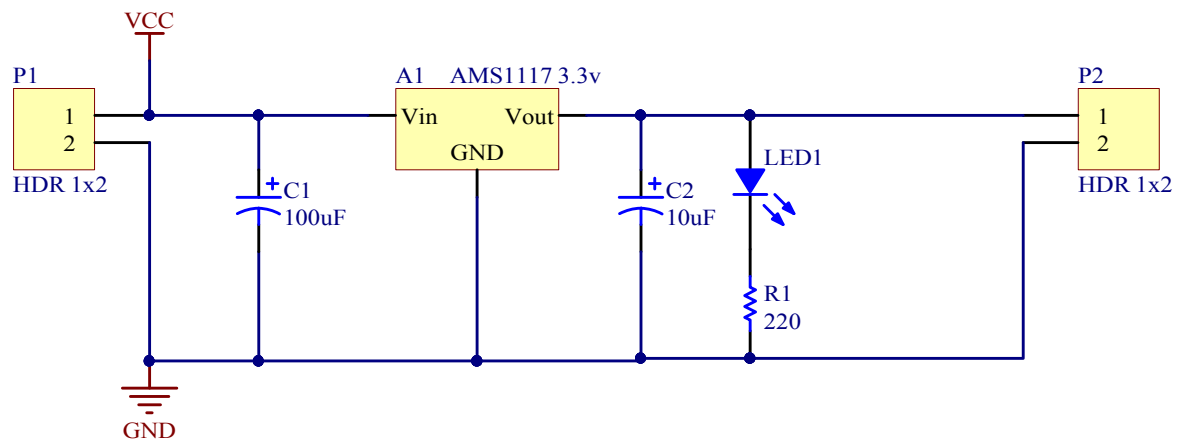 VCC
P1
1
2
HDR 1x2
+
C1
100uF
A1
AMS1117 3.3v
Vin
Vout
GND
+
C2
10uF
LED1
R1
220
P2
1
2
HDR 1x2
GND